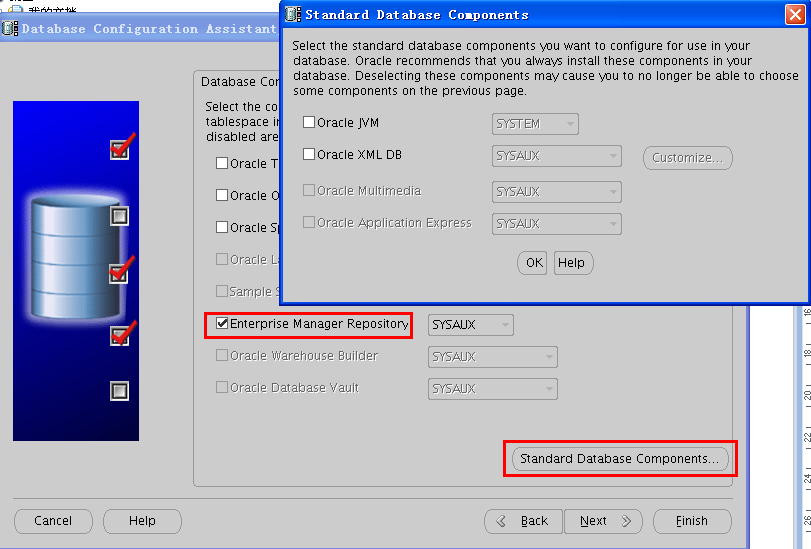 我的文档
Database Configuration Assistant
Standard Database Components
Select the standard database components you want to configure for use in your
database. Oracle recommends that you always install these components in your
database. Deselecting these components may cause you to no longer be able to choose
some components on the previous page.
Oracle JVM SYSTEM
Oracle XML DB SYSAUX Customize...
Oracle Multimedia SYSAUX
Oracle Application Express SYSAUX
OK Help
Database Con
Select the co
tablespace in
disabled are
Oracle T
Oracle O
Oracle Sp
Oracle La
Sample S
Enterprise Manager Repository SYSAUX
Oracle Warehouse Builder SYSAUX
Oracle Database Vault SYSAUX
Standard Database Components...
Cancel Help Back Next Finish
16
18
20
22
24
26